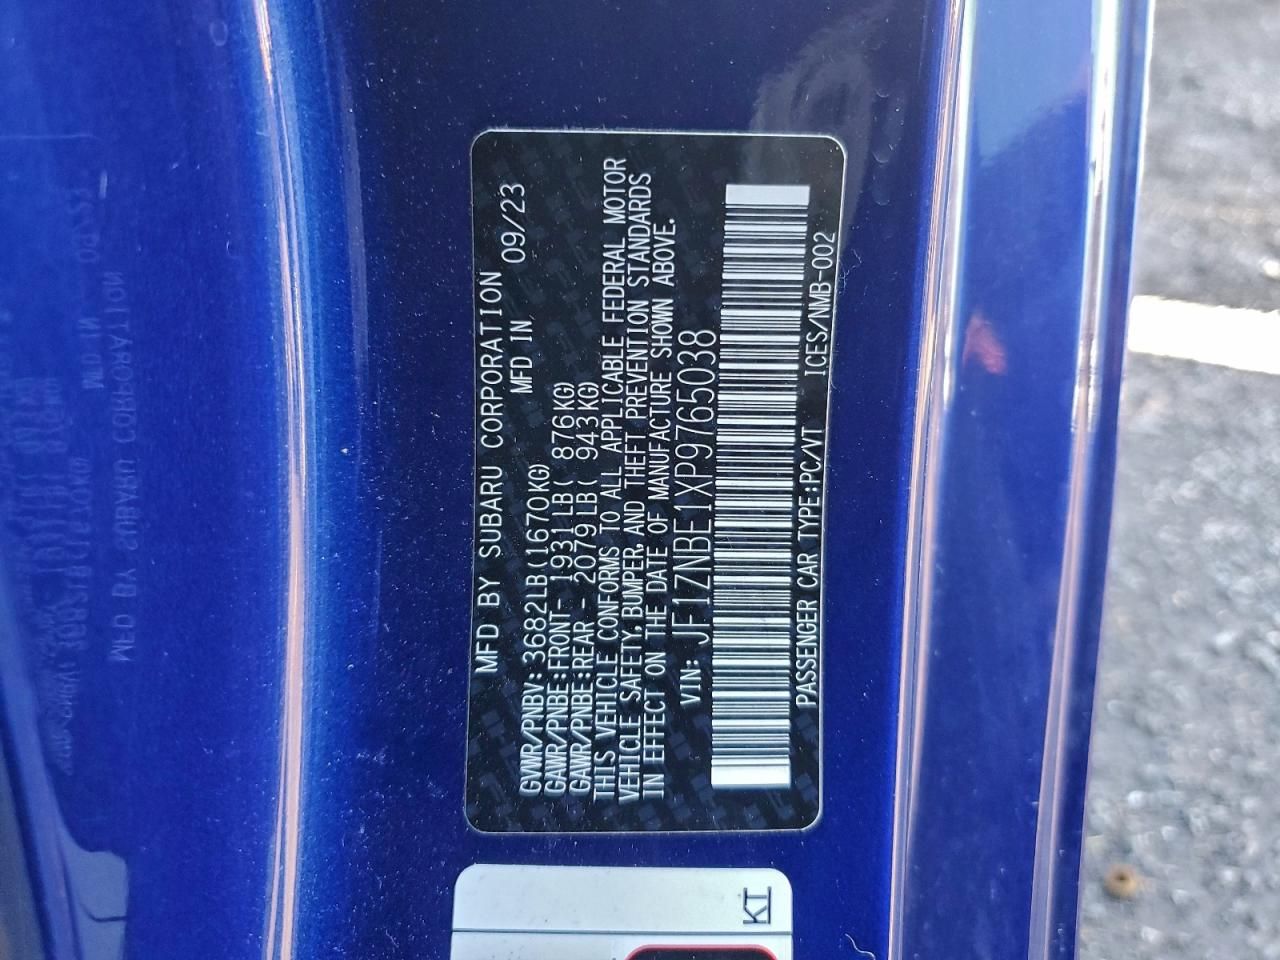 MFD BY SUBARU CORPORATION
MFD IN 09/23
GVWR/PNBV:3682LB(1670KG)
GAWR/PNBE:FRONT- 1931LB( 876KG)
GAWR/PNBE:REAR - 2079LB( 943KG)
THIS VEHICLE CONFORMS TO ALL APPLICABLE FEDERAL MOTOR
VEHICLE SAFETY,BUMPER, AND THEFT PREVENTION STANDARDS
IN EFFECT ON THE DATE OF MANUFACTURE SHOWN ABOVE.
VIN: JF1ZNBE1XP9765038
PASSENGER CAR TYPE:PC/VT ICES/NMB-002
KI